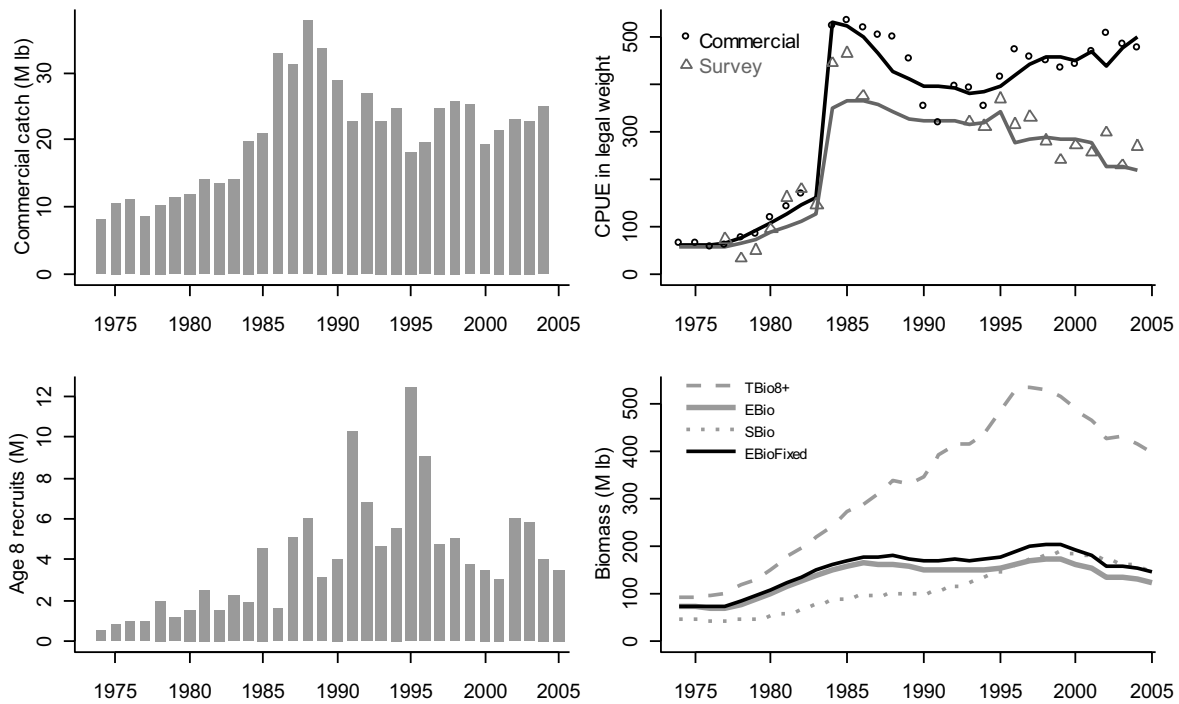 Commercial catch (M lb)
0 10 20 30
1975 1980 1985 1990 1995 2000 2005
CPUE in legal weight
0 100 300 500
Commercial
Survey
1975 1980 1985 1990 1995 2000 2005
Age 8 recruits (M)
0 2 4 6 8 10 12
1975 1980 1985 1990 1995 2000 2005
Biomass (M lb)
0 100 200 300 400 500
TBio8+
EBio
SBio
EBioFixed
1975 1980 1985 1990 1995 2000 2005